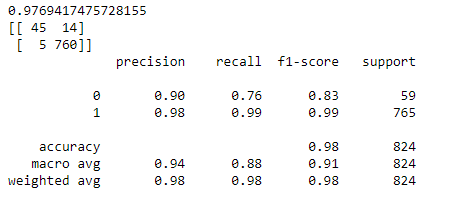 0.9769417475728155
[[ 45  14]
 [  5 760]]
              precision    recall  f1-score   support

           0       0.90      0.76      0.83        59
           1       0.98      0.99      0.99       765

    accuracy                           0.98       824
   macro avg       0.94      0.88      0.91       824
weighted avg       0.98      0.98      0.98       824